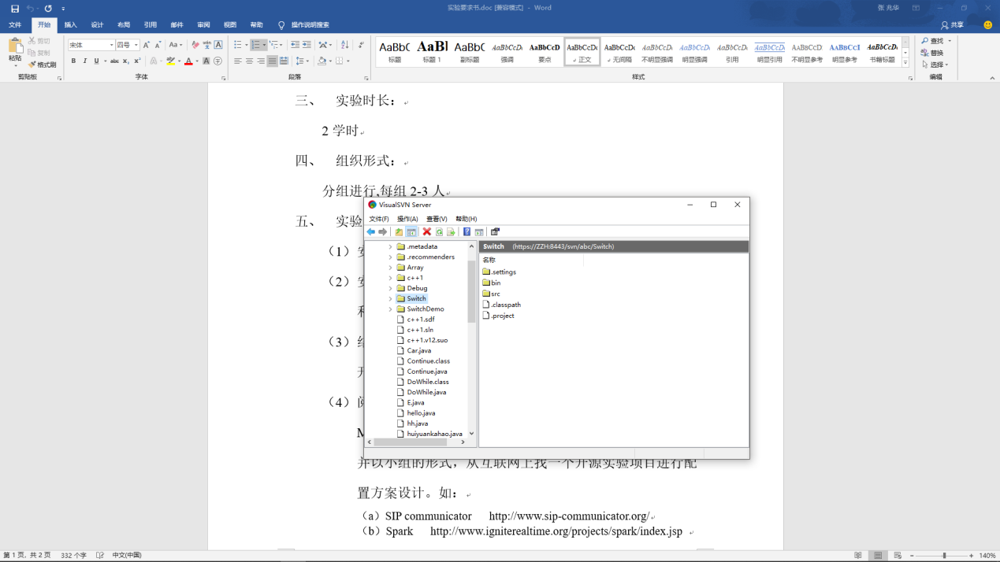 实验要求书.doc [兼容模式] - Word
张 兆华
文件 开始 插入 设计 布局 引用 邮件 审阅 视图 帮助 操作说明搜索
共享
粘贴 剪切 复制 格式刷
宋体 四号
AaBbC AaBl AaBbC AaBbCcDi AaBbCcD AaBbCcDi AaBbCcDc AaBbCcDi AaBbCcDi AaBbCcDi AaBbCcDi AaBbCcD AaBbCcI AaBbCcDi
标题 标题 1 副标题 强调 要点 正文 无间隔 不明显强调 明显强调 引用 明显引用 不明显参考 明显参考 书籍标题
查找 替换 选择
剪贴板 字体 段落 样式 编辑
三、 实验时长：
2 学时
四、 组织形式：
分组进行,每组 2-3 人
五、 实验
（1）
（2）
（3）
（4）
并以小组的形式，从互联网上找一个开源实验项目进行配
置方案设计。如：
（a）SIP communicator http://www.sip-communicator.org/
（b）Spark http://www.igniterealtime.org/projects/spark/index.jsp
VisualSVN Server
文件(F) 操作(A) 查看(V) 帮助(H)
.metadata
.recommenders
Array
c++1
Debug
Switch
SwitchDemo
c++1.sdf
c++1.sln
c++1.v12.suo
Car.java
Continue.class
Continue.java
DoWhile.class
DoWhile.java
E.java
hello.java
hh.java
huiyuankahao.java
Switch (https://ZZH:8443/svn/abc/Switch)
名称
.settings
bin
src
.classpath
.project
第 1 页，共 2 页 332 个字 中文(中国)
140%